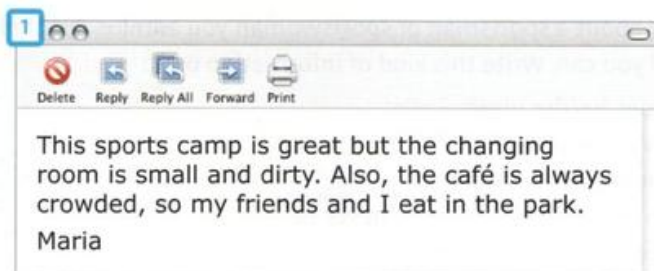 1
Delete Reply Reply All Forward Print
This sports camp is great but the changing
room is small and dirty. Also, the café is always
crowded, so my friends and I eat in the park.
Maria